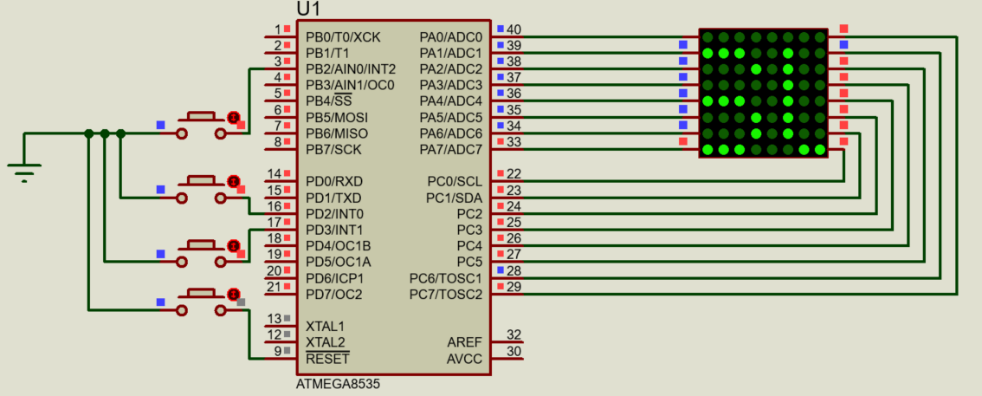 U1
1 PB0/T0/XCK PA0/ADC0 40
2 PB1/T1 PA1/ADC1 39
3 PB2/AIN0/INT2 PA2/ADC2 38
4 PB3/AIN1/OC0 PA3/ADC3 37
5 PB4/SS PA4/ADC4 36
6 PB5/MOSI PA5/ADC5 35
7 PB6/MISO PA6/ADC6 34
8 PB7/SCK PA7/ADC7 33
14 PD0/RXD PC0/SCL 22
15 PD1/TXD PC1/SDA 23
16 PD2/INT0 PC2 24
17 PD3/INT1 PC3 25
18 PD4/OC1B PC4 26
19 PD5/OC1A PC5 27
20 PD6/ICP1 PC6/TOSC1 28
21 PD7/OC2 PC7/TOSC2 29
13 XTAL1
12 XTAL2 AREF 32
9 RESET AVCC 30
ATMEGA8535